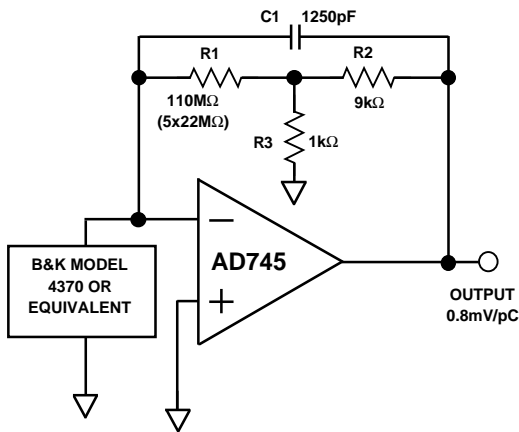 C1 1250pF
R1
R2
110MΩ
(5x22MΩ)
9kΩ
R3 1kΩ
AD745
B&K MODEL
4370 OR
EQUIVALENT
OUTPUT
0.8mV/pC